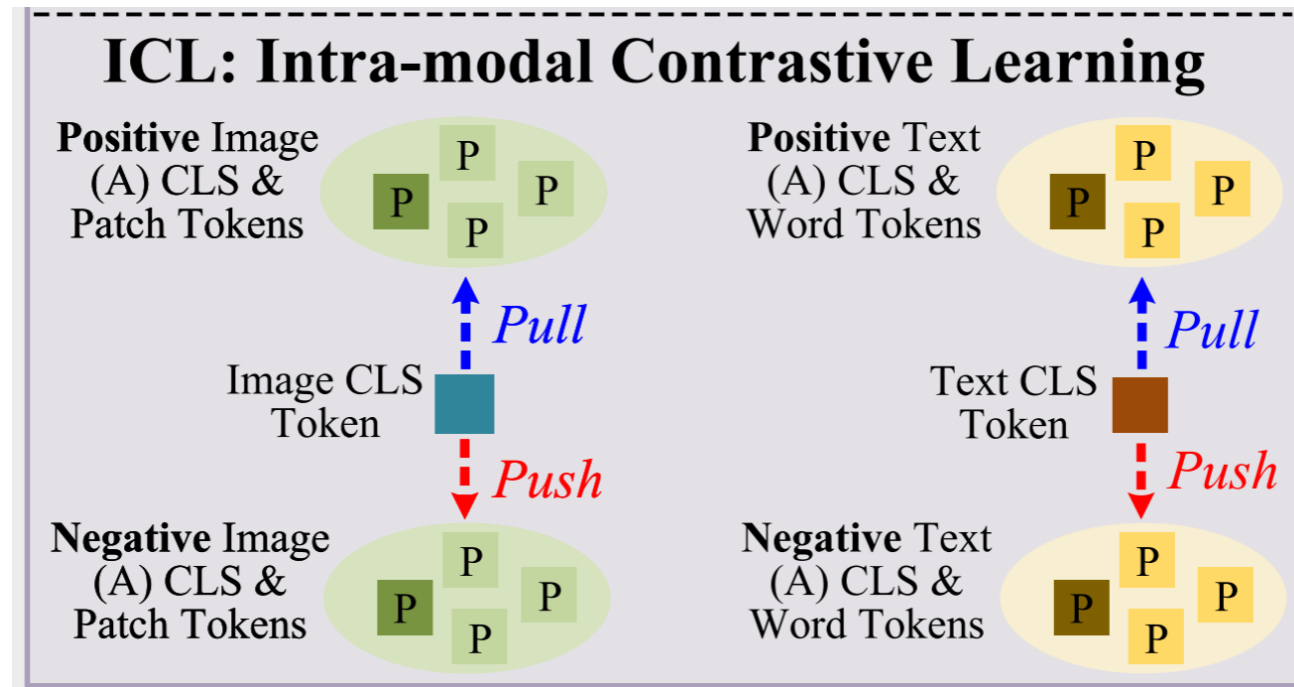 ICL: Intra-modal Contrastive Learning
Positive Image
(A) CLS &
Patch Tokens
P
P
P
P
Pull
Image CLS
Token
Push
Negative Image
(A) CLS &
Patch Tokens
P
P
P
P
Positive Text
(A) CLS &
Word Tokens
P
P
P
P
Pull
Text CLS
Token
Push
Negative Text
(A) CLS &
Word Tokens
P
P
P
P